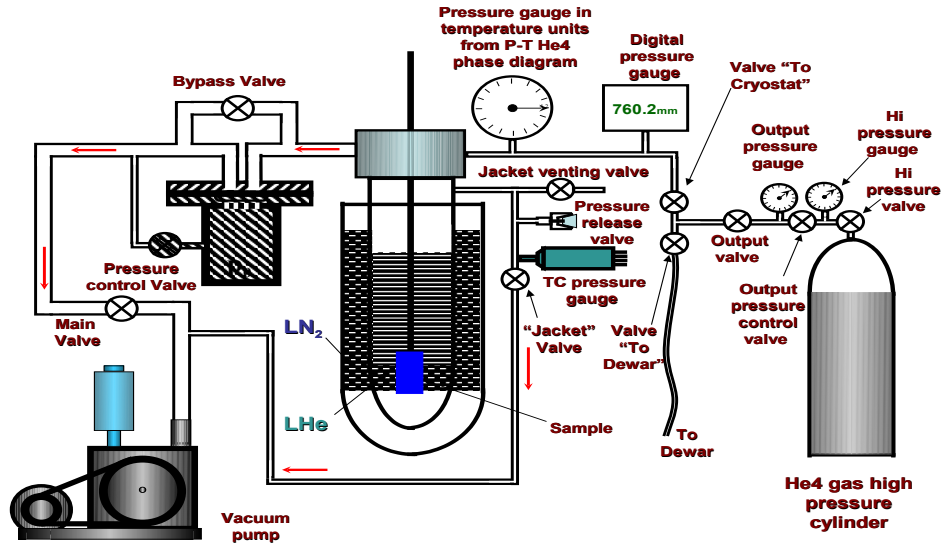 Pressure gauge in
temperature units
from P-T He4
phase diagram
Digital
pressure
gauge
Valve “To
Cryostat”
Bypass Valve
760.2mm
Output
pressure
gauge
Hi
pressure
gauge
Hi
pressure
valve
Jacket venting valve
Pressure
release
valve
Output
valve
Pressure
control Valve
TC pressure
gauge
Output
pressure
control
valve
Main
Valve
LN2
“Jacket”
Valve
Valve
“To
Dewar”
LHe
Sample
To
Dewar
He4 gas high
pressure
cylinder
Vacuum
pump